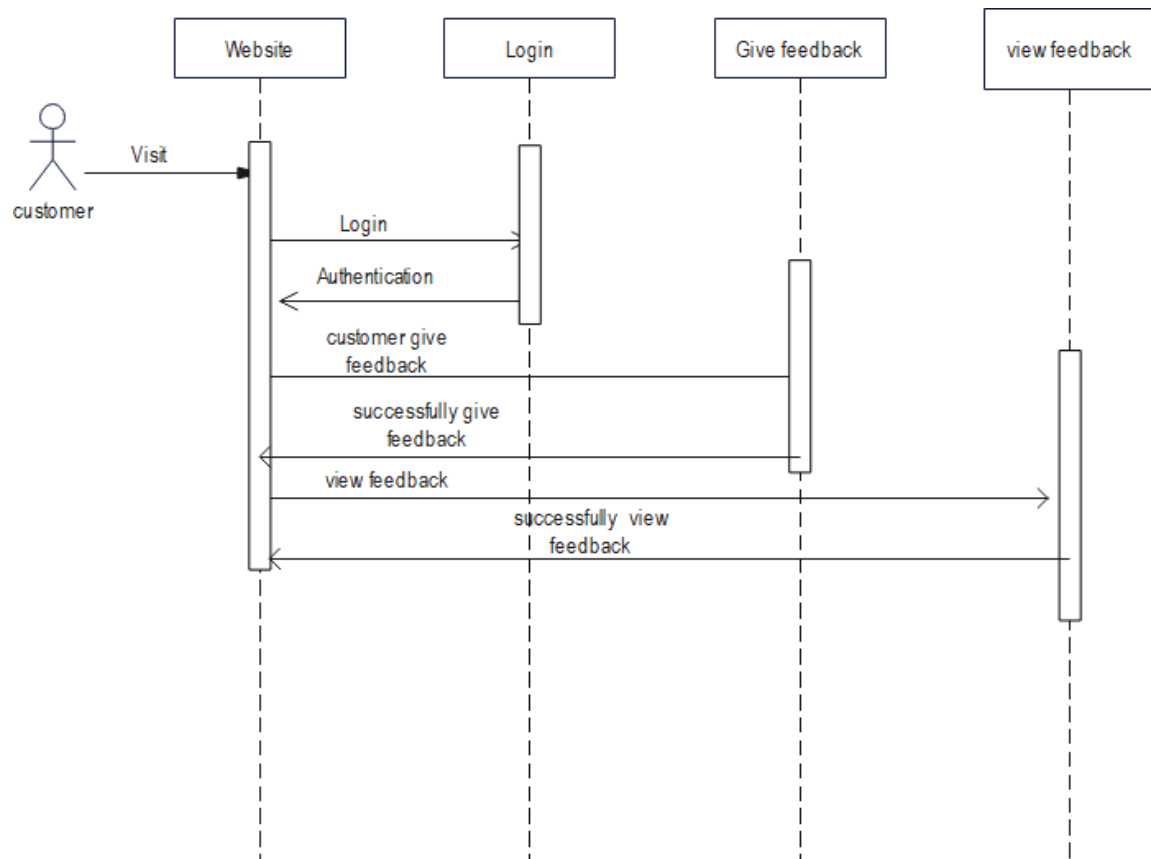 Website
Login
Give feedback
view feedback
Visit
customer
Login
Authentication
customer give
feedback
successfully give
feedback
view feedback
successfully view
feedback